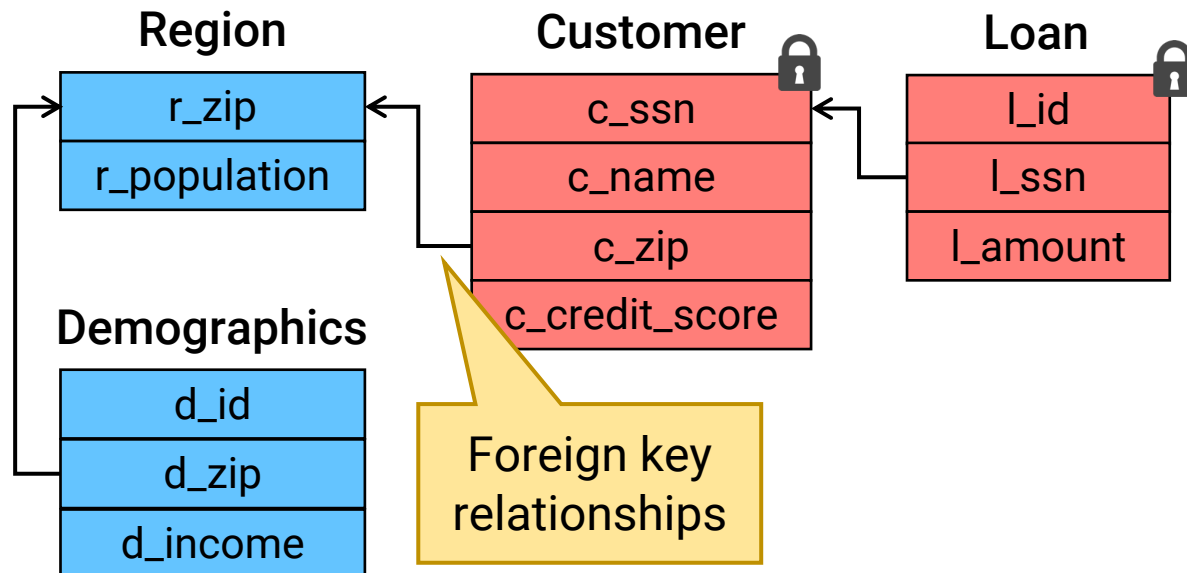 Region
r_zip
r_population
Demographics
d_id
d_zip
d_income
Customer
c_ssn
c_name
c_zip
c_credit_score
Foreign key
relationships
Loan
l_id
l_ssn
l_amount